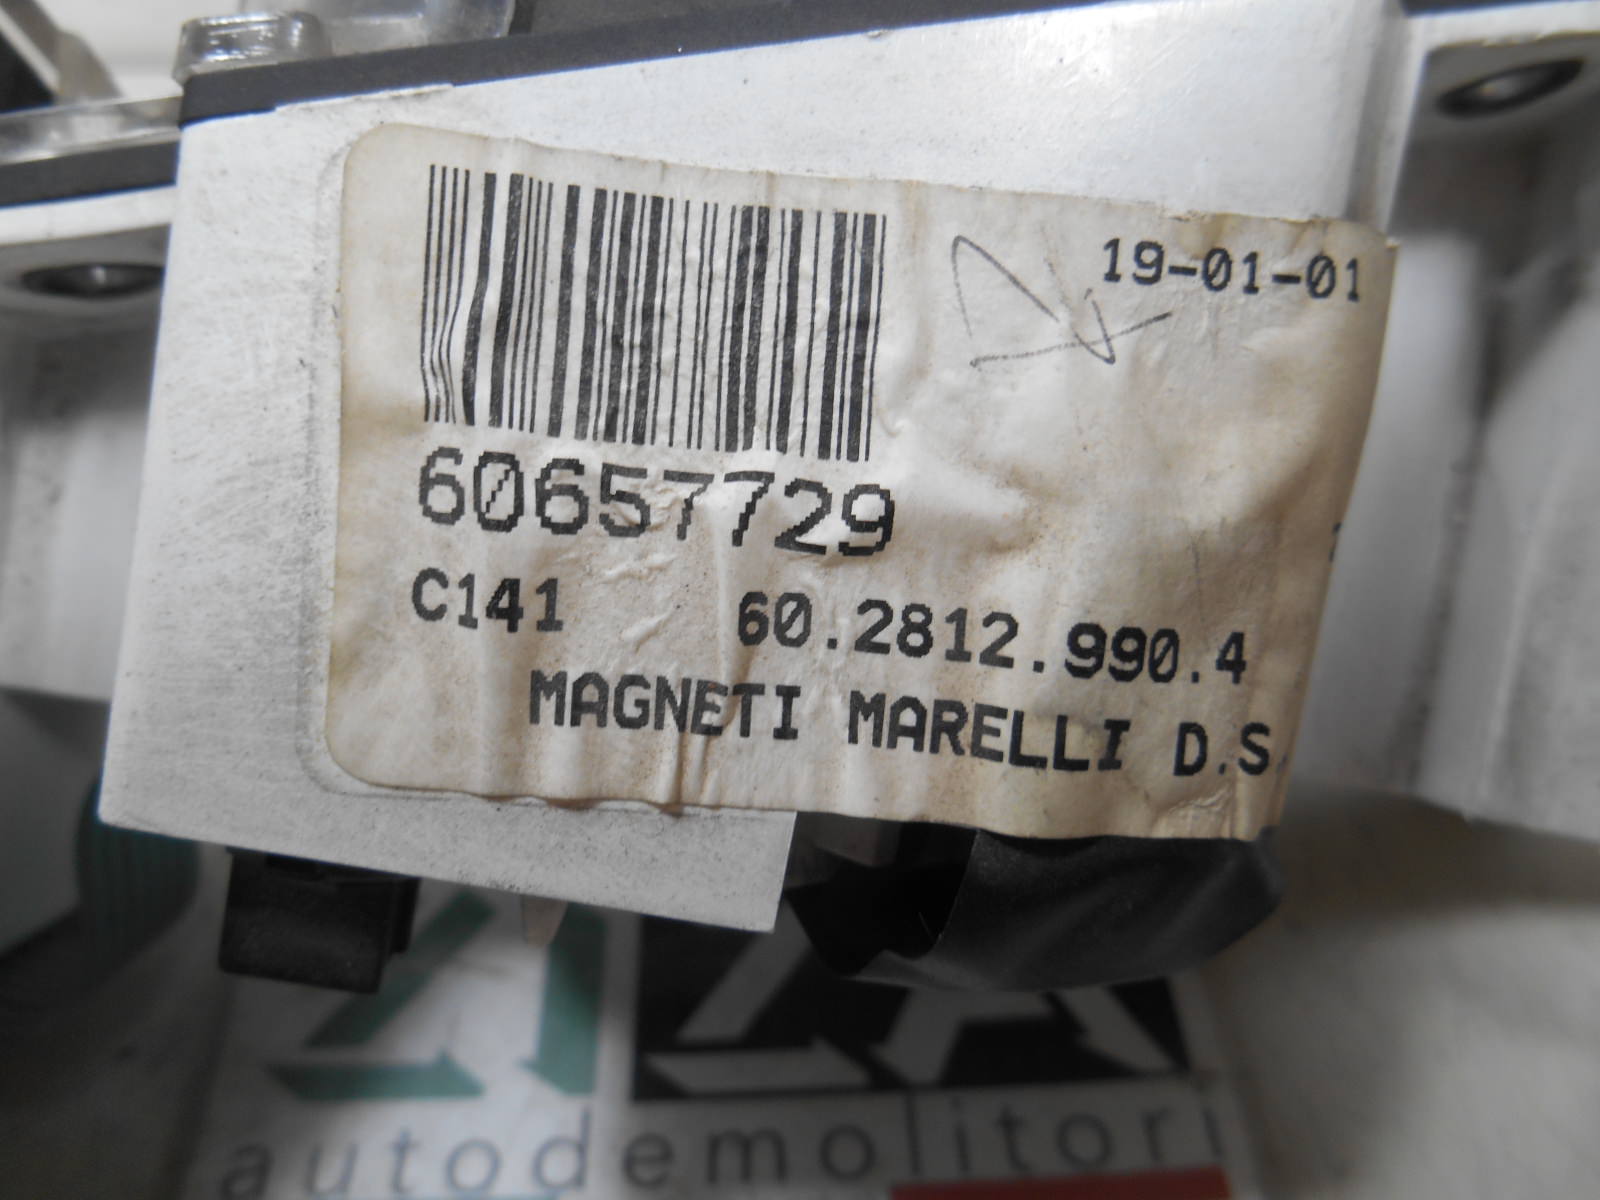 19-01-01
60657729
C141 60.2812.990.4
MAGNETI MARELLI D.S.
autodemolitori